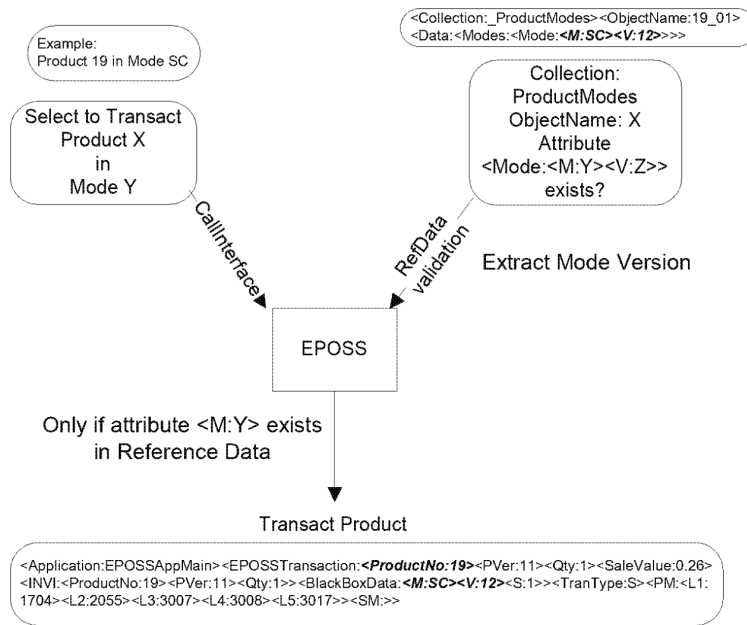 Example:
Product 19 in Mode SC
<Collection:_ProductModes><ObjectName:19_01>
<Data:<Modes:<Mode:<M:SC><V:12>>>>
Select to Transact
Product X
in
Mode Y
Collection:
ProductModes
ObjectName: X
Attribute
<Mode:<M:Y><V:Z>>
exists?
CallInterface
RefData
validation
Extract Mode Version
EPOSS
Only if attribute <M:Y> exists
in Reference Data
Transact Product
<Application:EPOSSAppMain><EPOSSTransaction:<ProductNo:19><PVer:11><Qty:1><SaleValue:0.26>
<INVI:<ProductNo:19><PVer:11><Qty:1>><BlackBoxData:<M:SC><V:12><S:1>><TranType:S><PM:<L1:
1704><L2:2055><L3:3007><L4:3008><L5:3017>><SM:>>